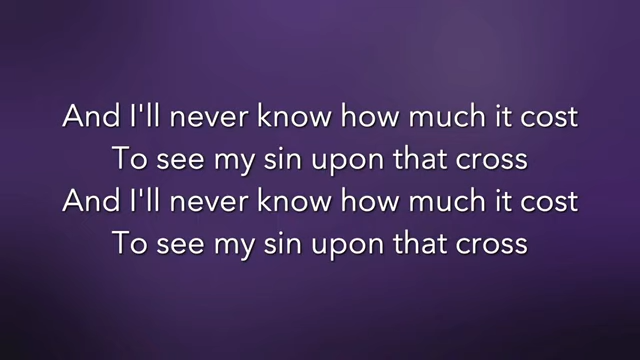 And I'll never know how much it cost
To see my sin upon that cross
And I'll never know how much it cost
To see my sin upon that cross